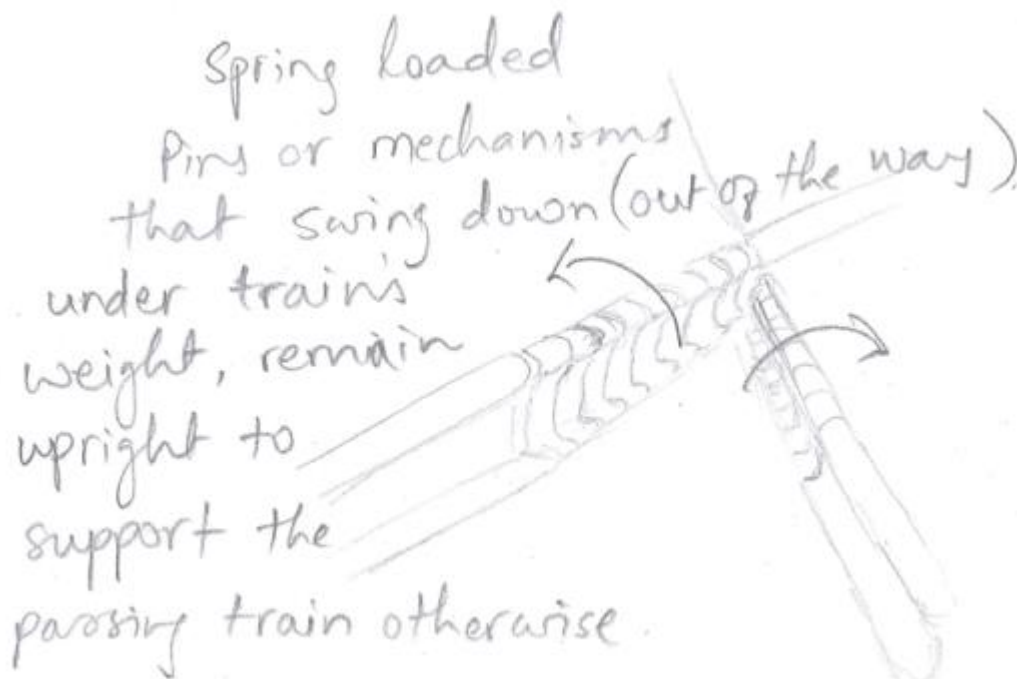 Spring loaded
Pins or mechanisms
that swing down (out of the way)
under train's
weight, remain
upright to
support the
passing train otherwise.